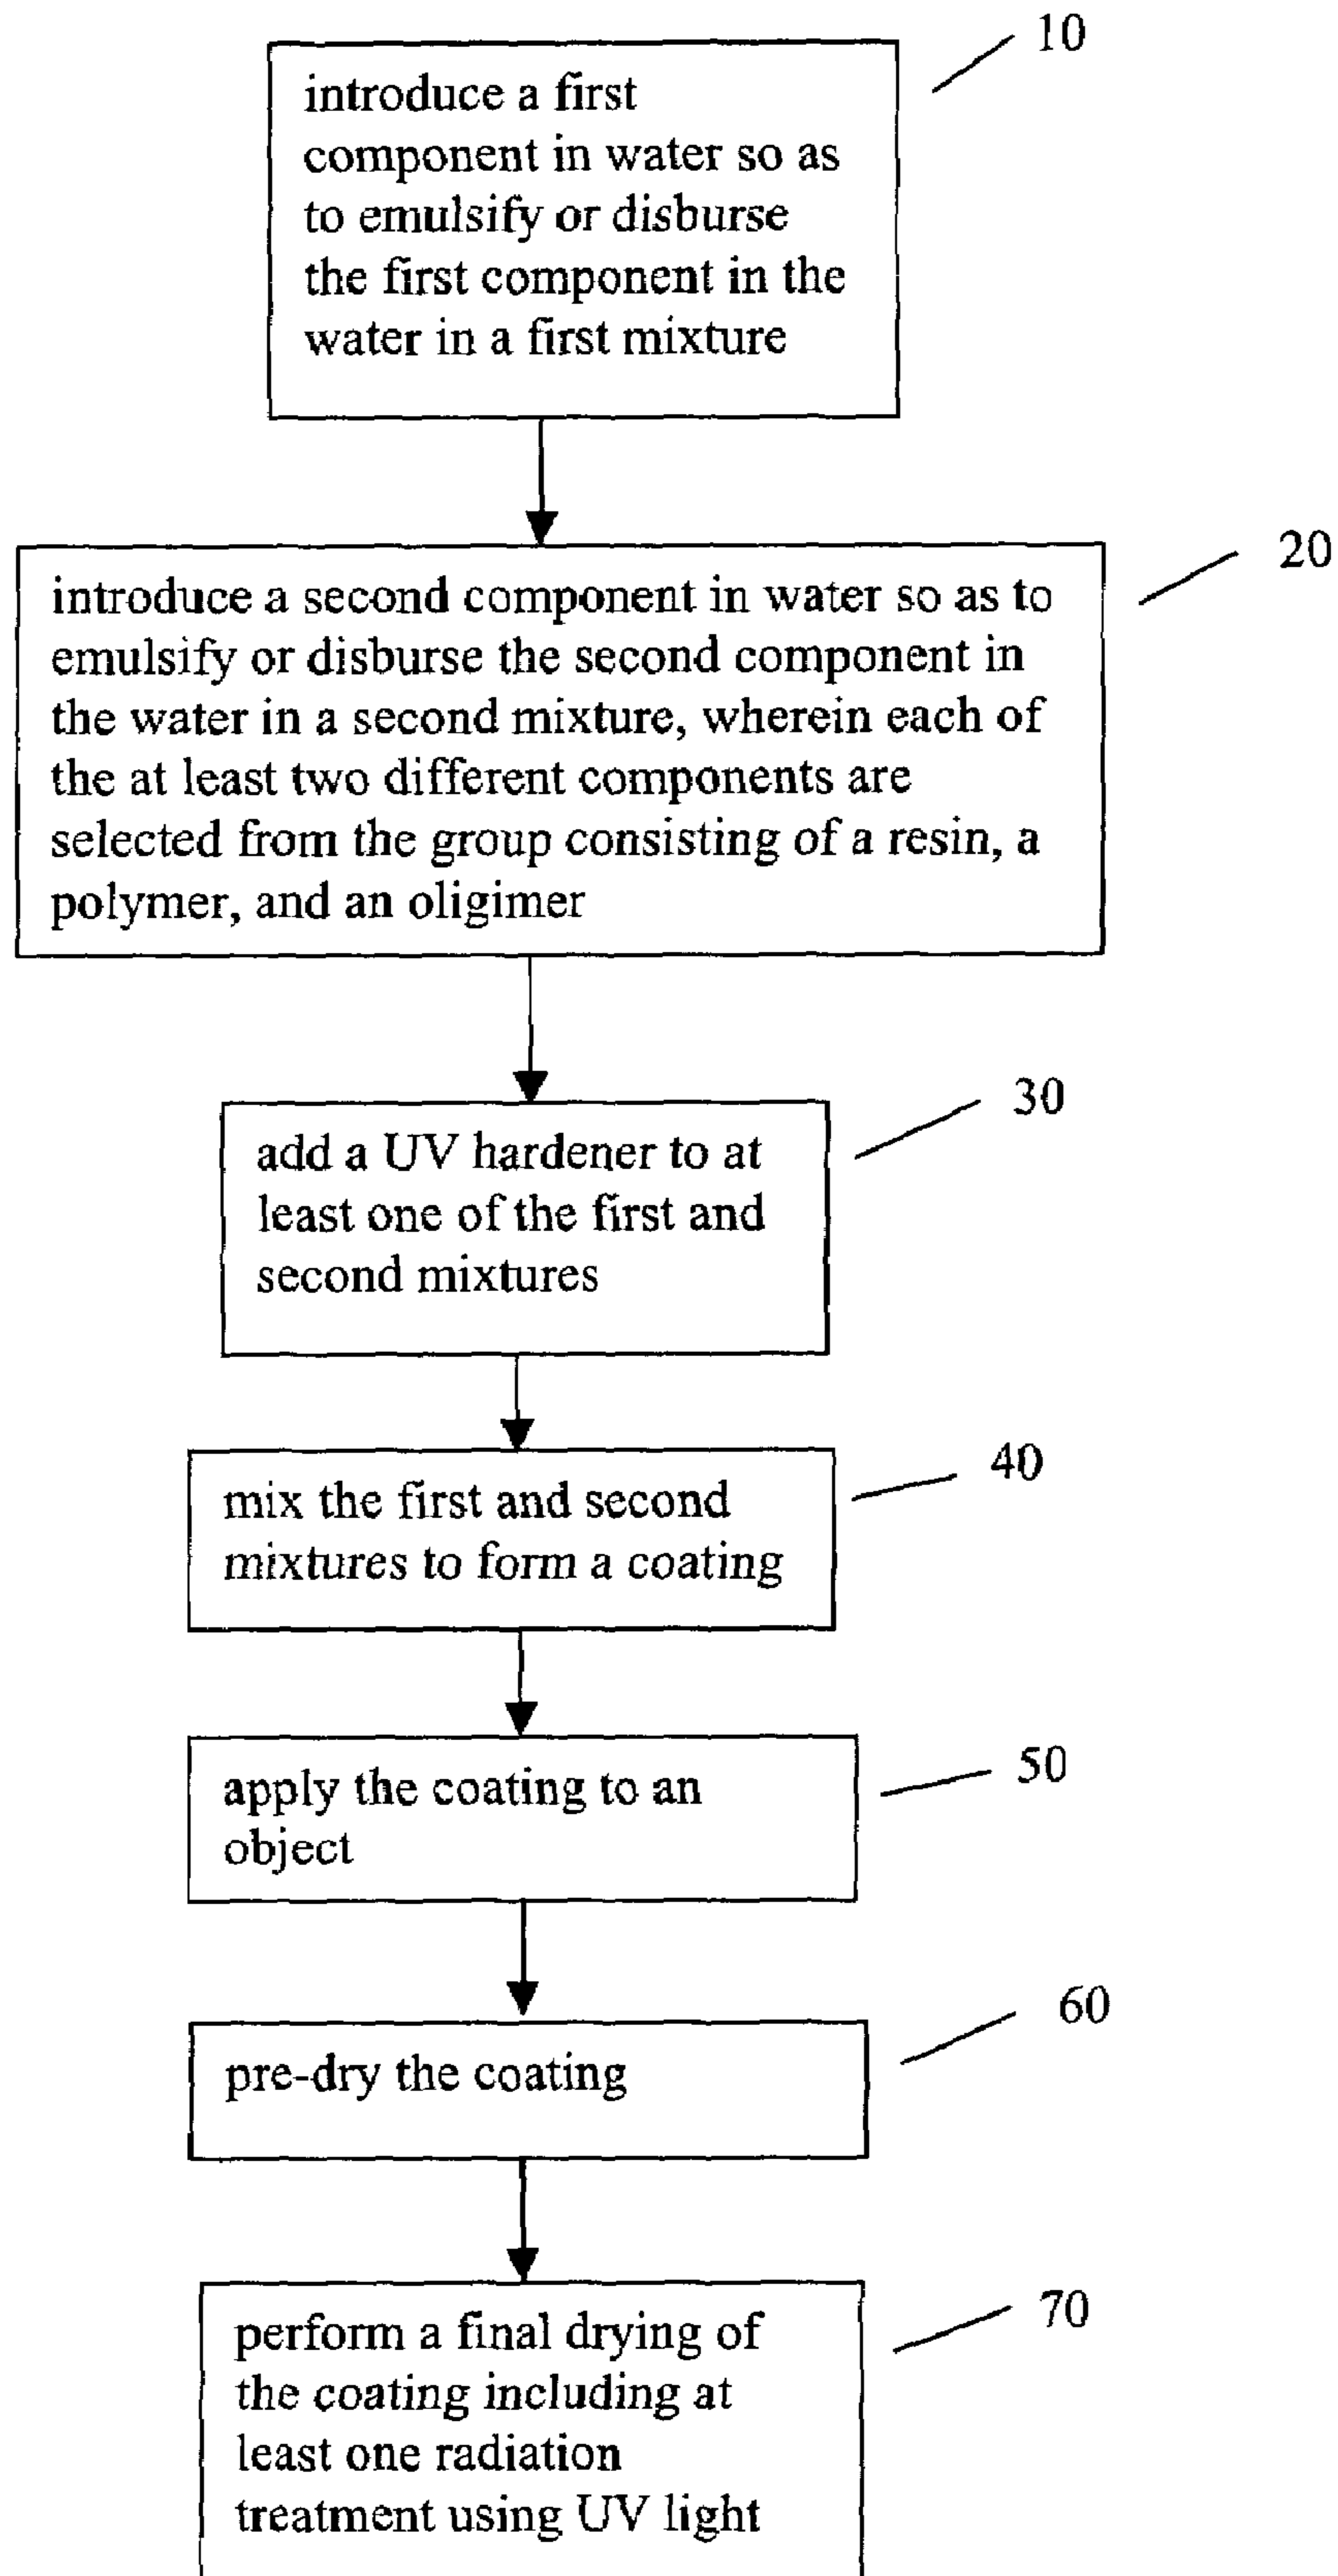 10
introduce a first
component in water so as
to emulsify or disburse
the first component in the
water in a first mixture
20
introduce a second component in water so as to
emulsify or disburse the second component in
the water in a second mixture, wherein each of
the at least two different components are
selected from the group consisting of a resin, a
polymer, and an oligimer
30
add a UV hardener to at
least one of the first and
second mixtures
40
mix the first and second
mixtures to form a coating
50
apply the coating to an
object
60
pre-dry the coating
70
perform a final drying of
the coating including at
least one radiation
treatment using UV light